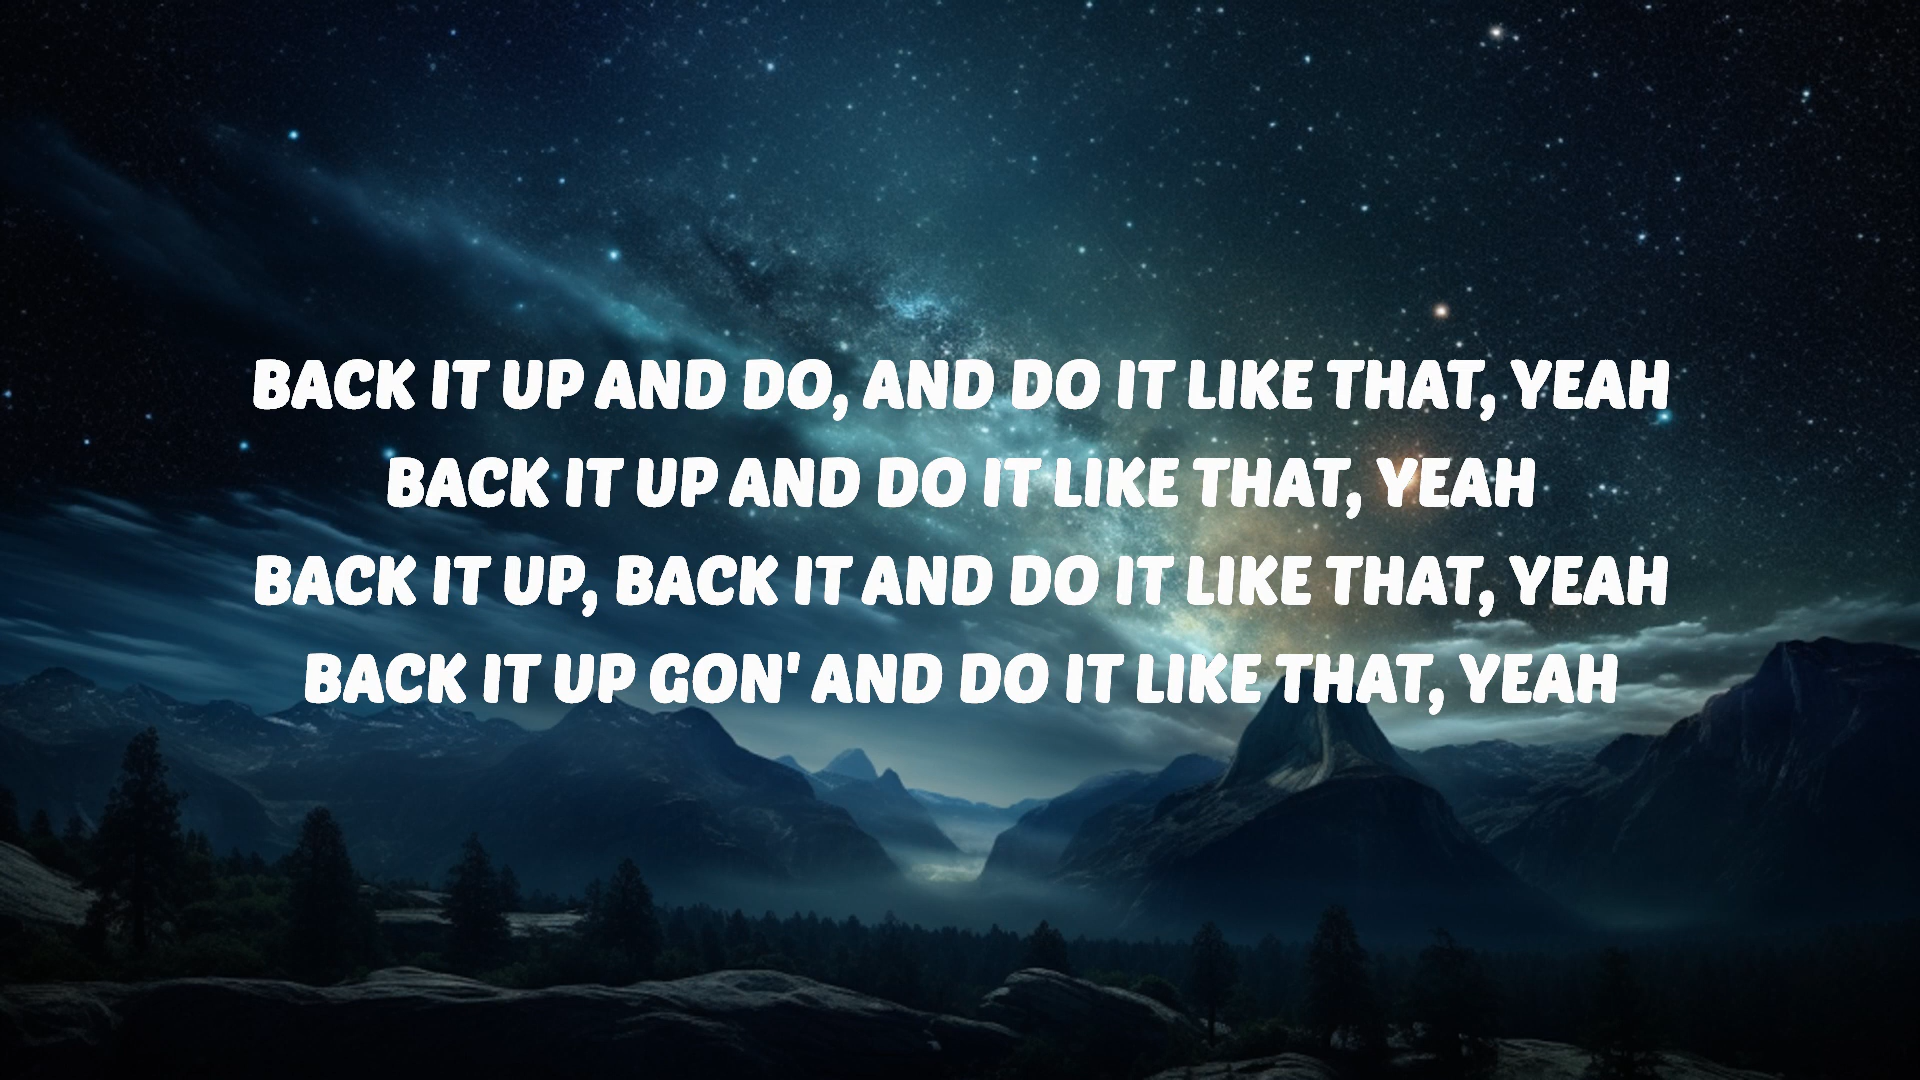 BACK IT UP AND DO, AND DO IT LIKE THAT, YEAH
BACK IT UP AND DO IT LIKE THAT, YEAH
BACK IT UP, BACK IT AND DO IT LIKE THAT, YEAH
BACK IT UP GON' AND DO IT LIKE THAT, YEAH